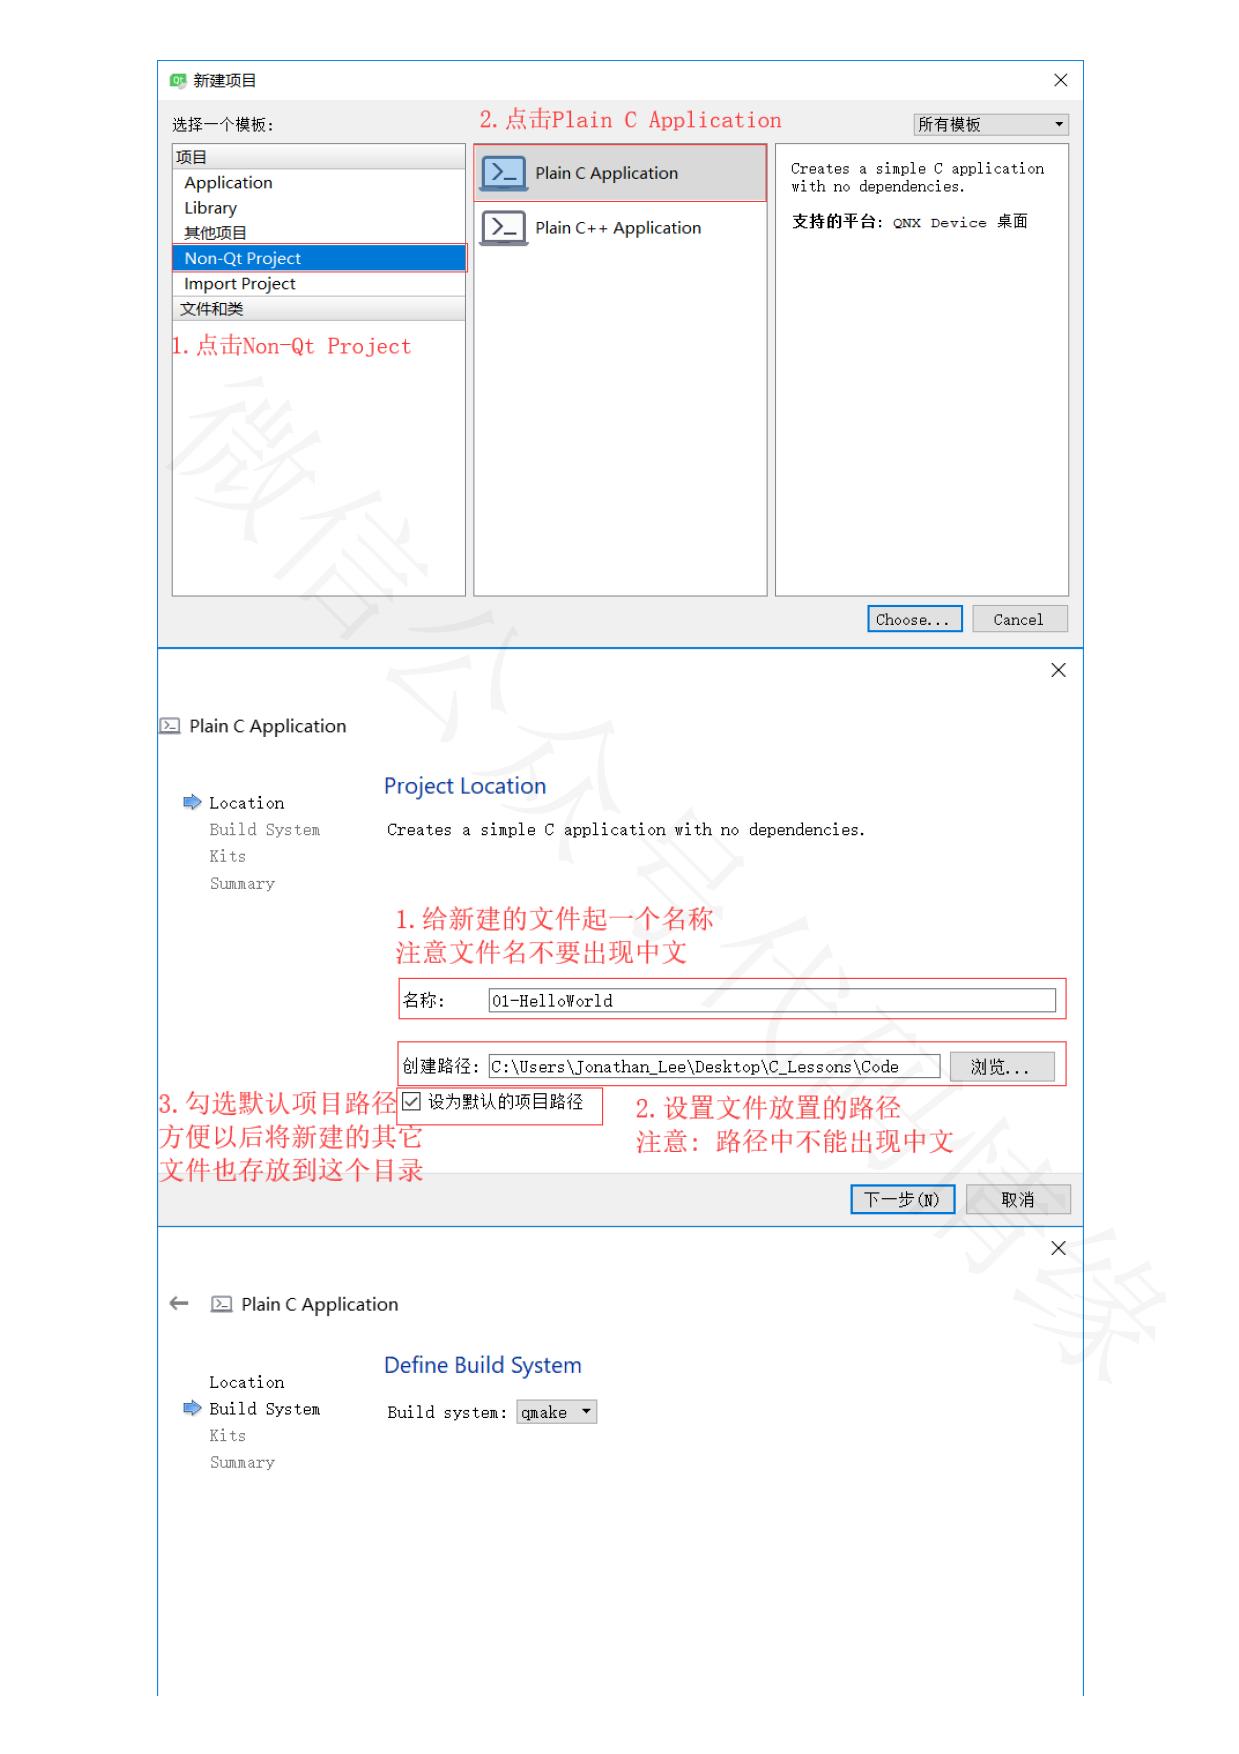 新建项目
选择一个模板:
2.点击Plain C Application
所有模板
项目
Application
Library
其他项目
Non-Qt Project
Import Project
文件和类
1.点击Non-Qt Project
Plain C Application
Plain C++ Application
Creates a simple C application
with no dependencies.
支持的平台: QNX Device 桌面
Choose...
Cancel
Plain C Application
Location
Build System
Kits
Summary
Project Location
Creates a simple C application with no dependencies.
1.给新建的文件起一个名称
注意文件名不要出现中文
名称: 01-HelloWorld
创建路径: C:\Users\Jonathan_Lee\Desktop\C_Lessons\Code 浏览...
设为默认的项目路径
3.勾选默认项目路径
方便以后将新建的其它
文件也存放到这个目录
2.设置文件放置的路径
注意: 路径中不能出现中文
下一步(N)
取消
Plain C Application
Location
Build System
Kits
Summary
Define Build System
Build system: qmake
微信公众号代码情缘